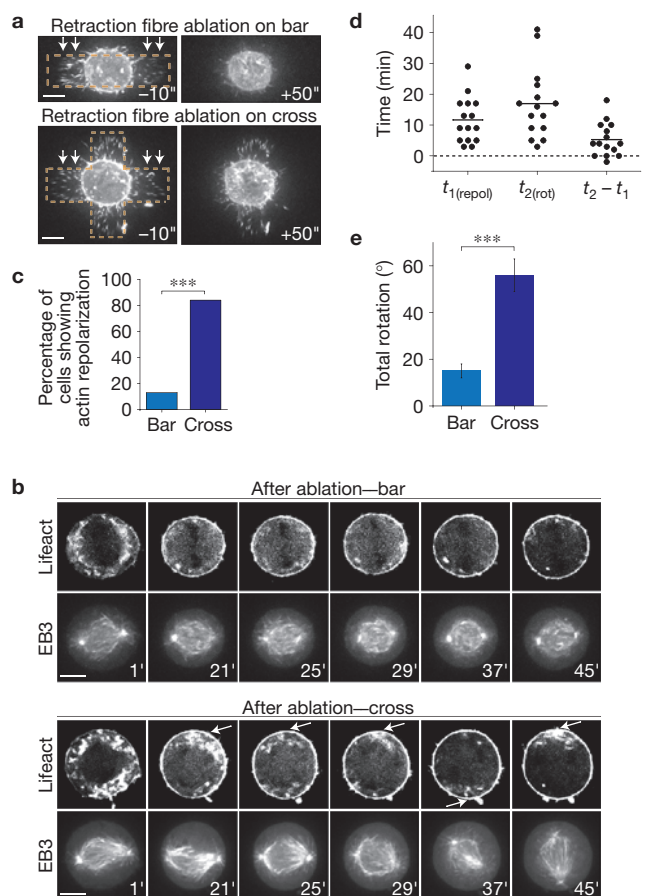 a
Retraction fibre ablation on bar
–10"
+50"
Retraction fibre ablation on cross
–10"
+50"
c
Percentage of
cells showing
actin repolarization
100
80
60
40
20
0
***
Bar
Cross
d
Time (min)
40
30
20
10
0
t1(repol)
t2(rot)
t2 – t1
e
Total rotation (°)
60
40
20
0
***
Bar
Cross
b
After ablation—bar
Lifeact
EB3
1'
21'
25'
29'
37'
45'
After ablation—cross
Lifeact
EB3
1'
21'
25'
29'
37'
45'